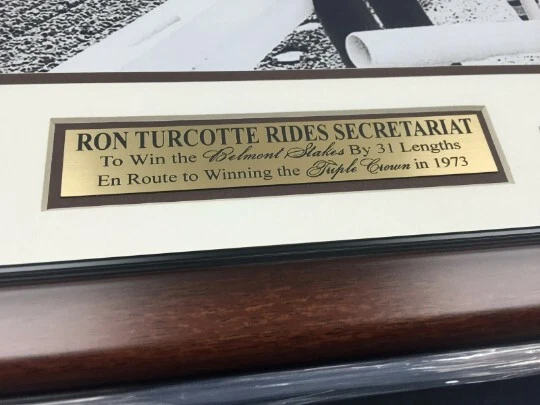 RON TURCOTTE RIDES SECRETARIAT
To Win the Belmont Stakes By 31 Lengths
En Route to Winning the Triple Crown in 1973